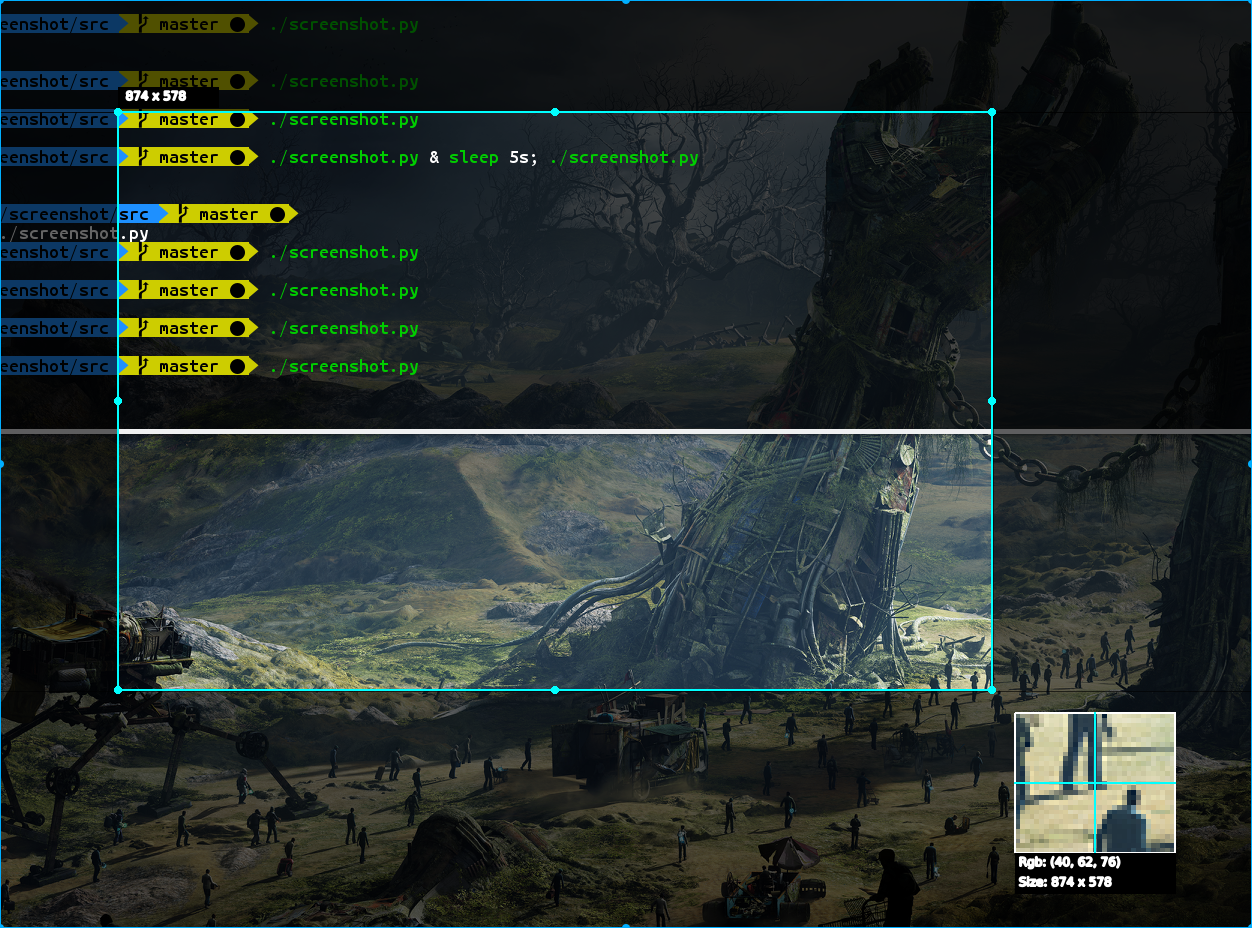 eenshot/src master ./screenshot.py
eenshot/src master ./screenshot.py
874 x 578
eenshot/src master ./screenshot.py
eenshot/src master ./screenshot.py & sleep 5s; ./screenshot.py
/screenshot/src master
./screenshot.py
eenshot/src master ./screenshot.py
eenshot/src master ./screenshot.py
eenshot/src master ./screenshot.py
eenshot/src master ./screenshot.py
Rgb: (40, 62, 76)
Size: 874 x 578